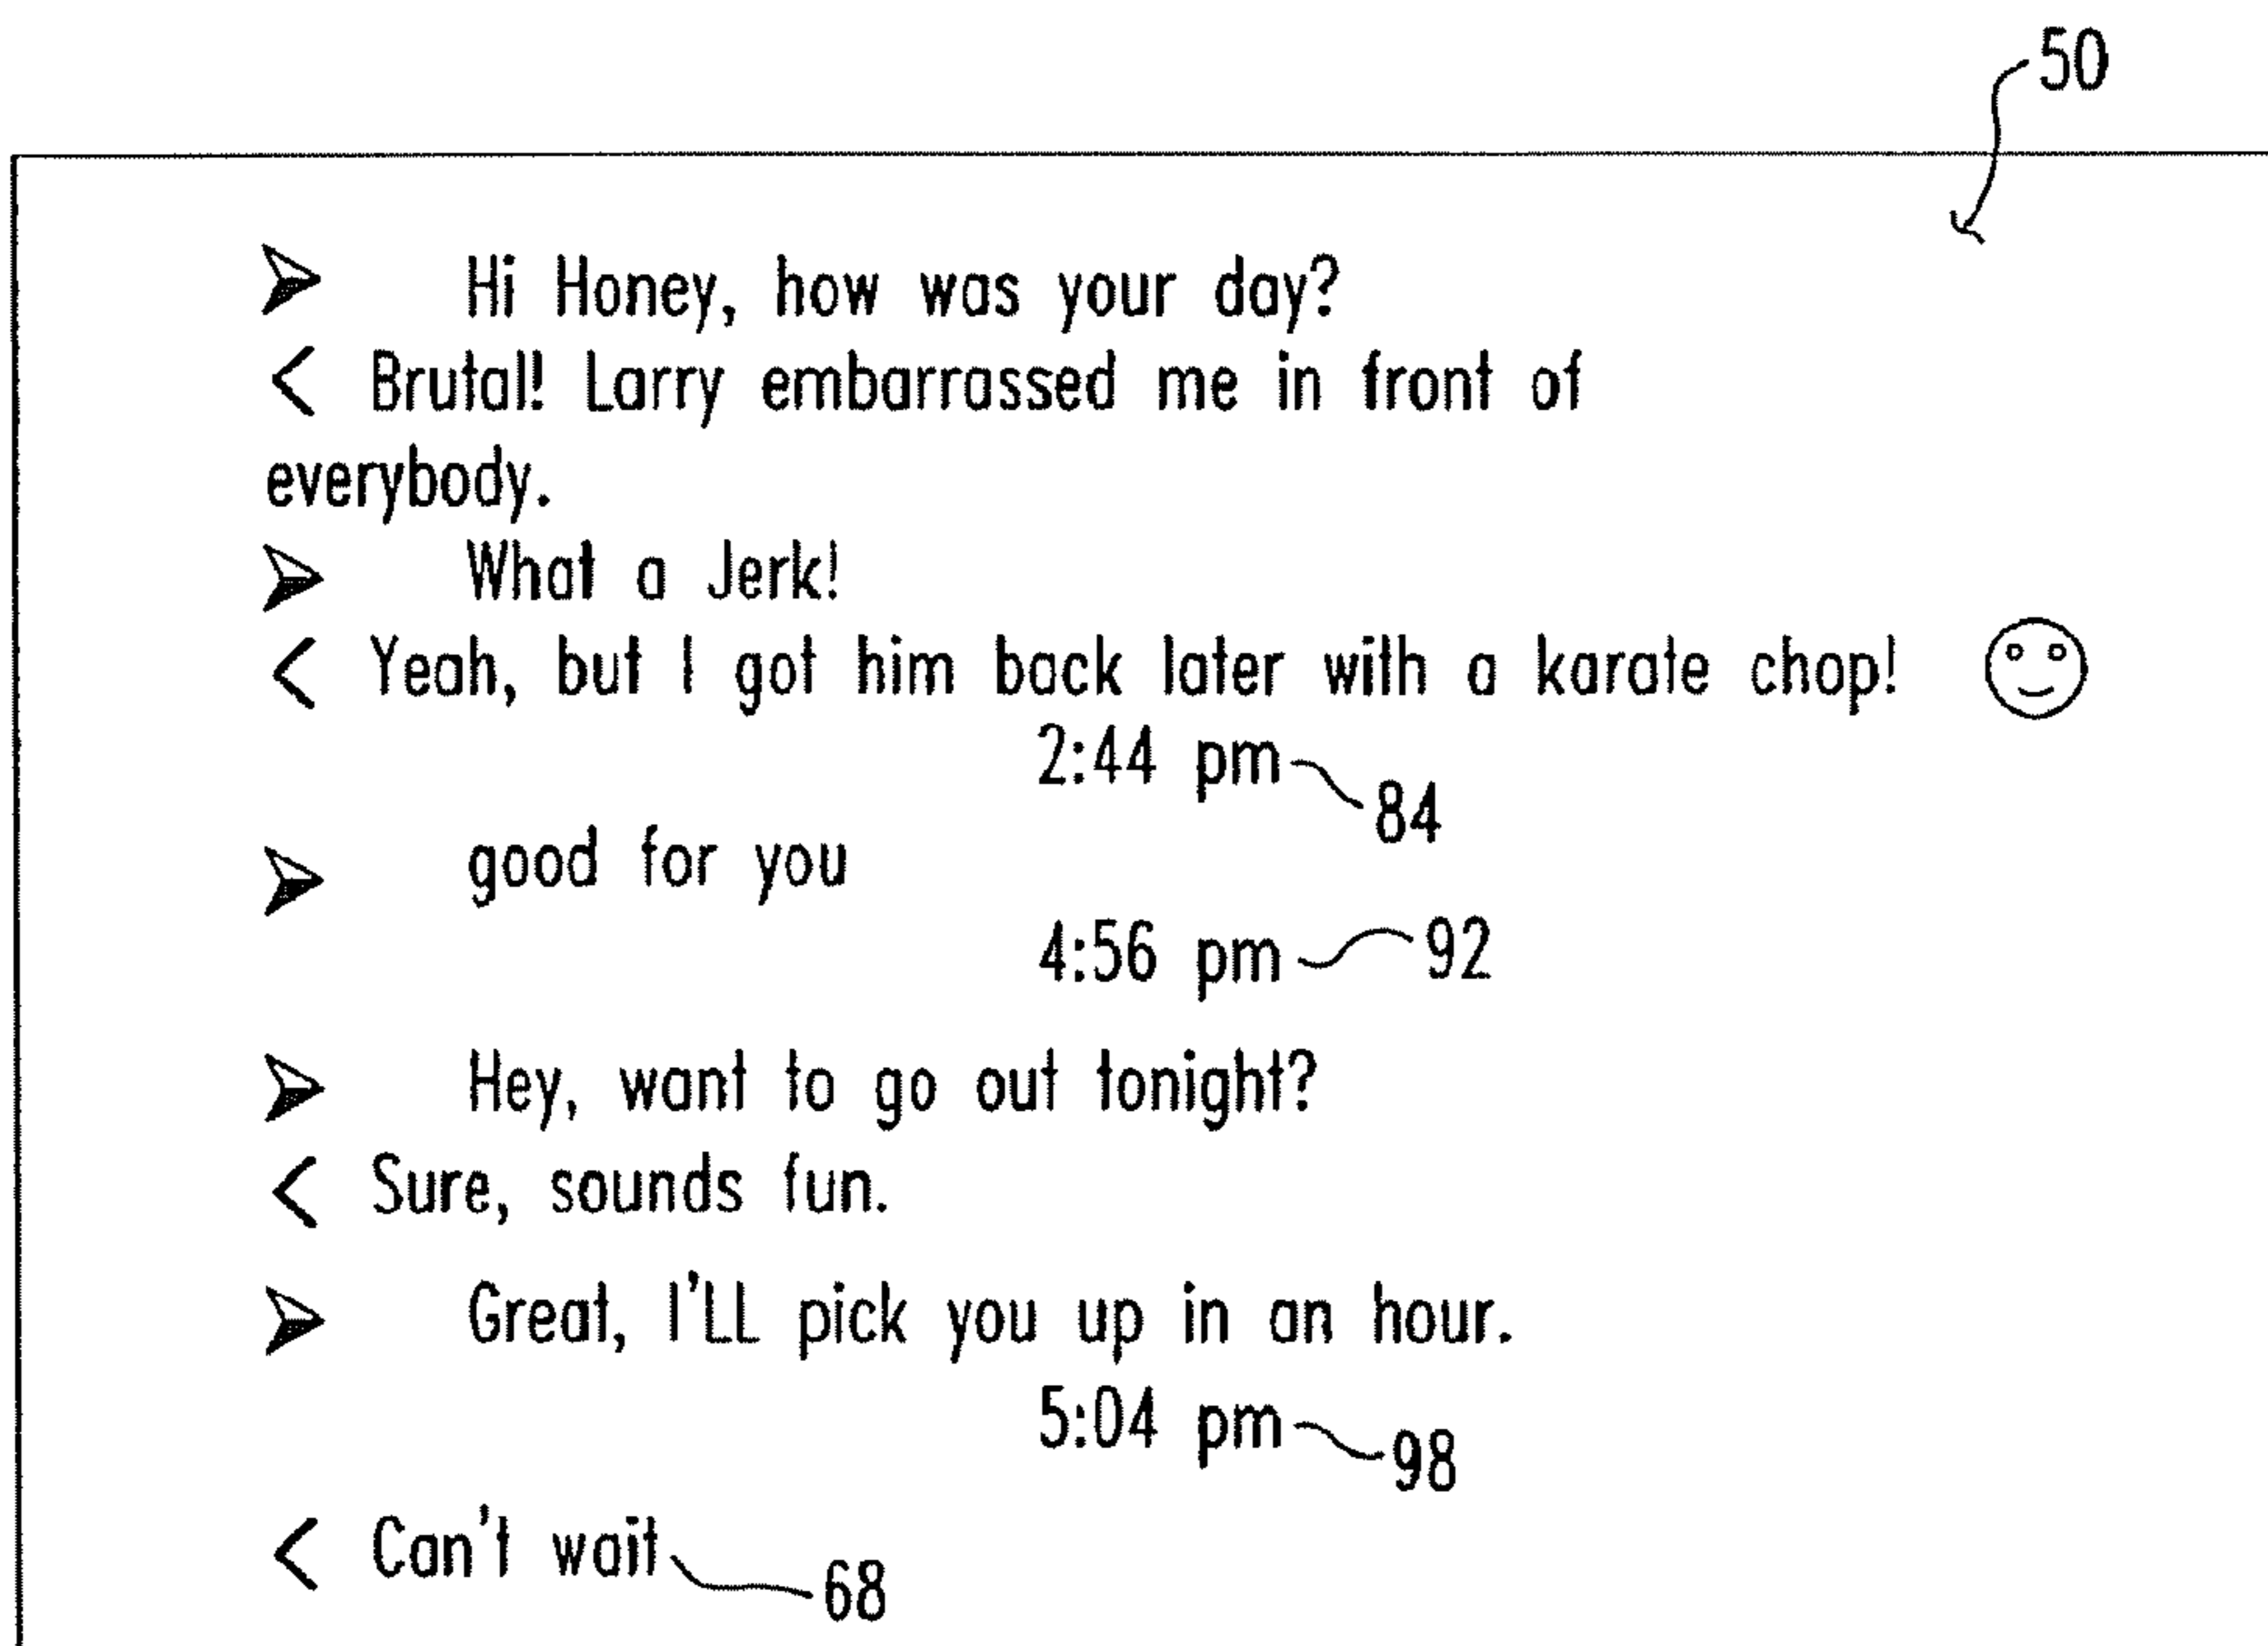 50
➢ Hi Honey, how was your day?
< Brutal! Larry embarrassed me in front of
everybody.
➢ What a Jerk!
< Yeah, but I got him back later with a karate chop!
2:44 pm 84
➢ good for you
4:56 pm 92
➢ Hey, want to go out tonight?
< Sure, sounds fun.
➢ Great, I'LL pick you up in an hour.
5:04 pm 98
< Can't wait 68